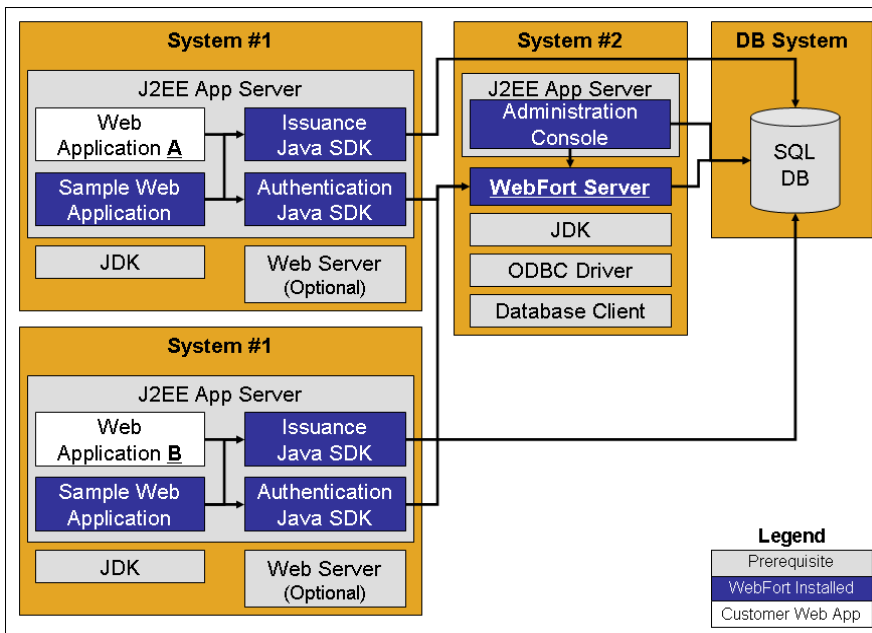 System #1
J2EE App Server
Web
Application A
Issuance
Java SDK
Sample Web
Application
Authentication
Java SDK
JDK
Web Server
(Optional)
System #2
J2EE App Server
Administration
Console
WebFort Server
JDK
ODBC Driver
Database Client
DB System
SQL
DB
System #1
J2EE App Server
Web
Application B
Issuance
Java SDK
Sample Web
Application
Authentication
Java SDK
JDK
Web Server
(Optional)
Legend
Prerequisite
WebFort Installed
Customer Web App